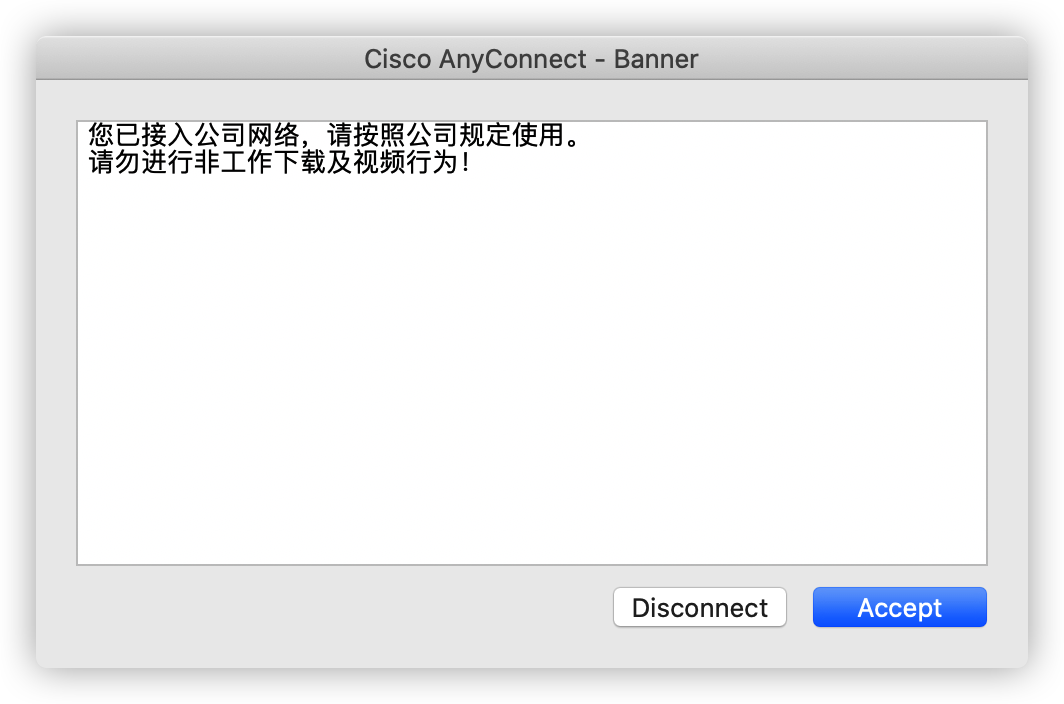 Cisco AnyConnect - Banner
您已接入公司网络，请按照公司规定使用。
请勿进行非工作下载及视频行为！
Disconnect
Accept